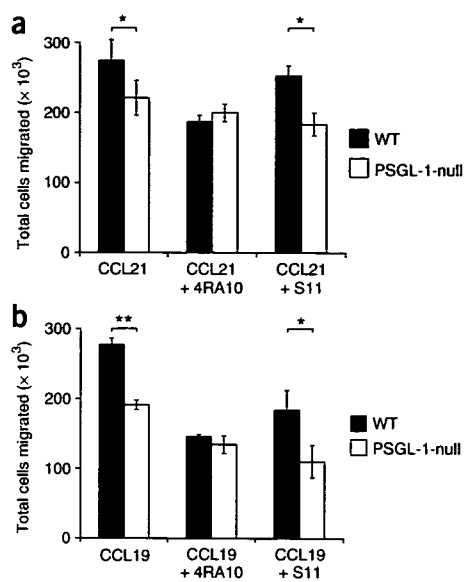 a
Total cells migrated (× 10³)
300
200
100
0
* *
CCL21 CCL21 CCL21
+ 4RA10 + S11
WT
PSGL-1-null
b
Total cells migrated (× 10³)
300
200
100
0
** *
CCL19 CCL19 CCL19
+ 4RA10 + S11
WT
PSGL-1-null